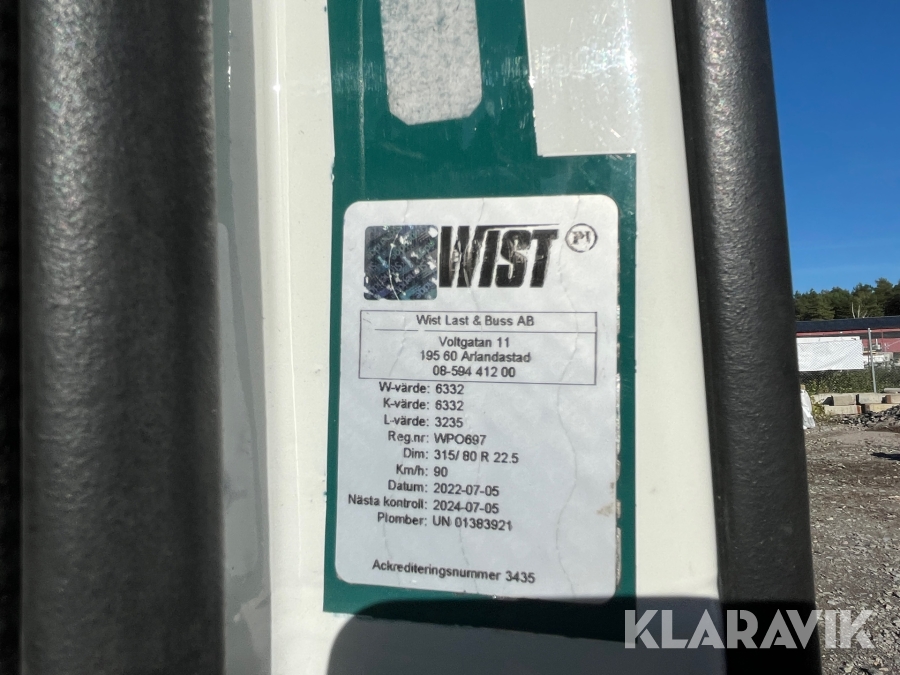 WIST
Wist Last & Buss AB
Voltgatan 11
195 60 Arlandastad
08-594 412 00
W-värde: 6332
K-värde: 6332
L-värde: 3235
Reg.nr: WPO697
Dim: 315/ 80 R 22.5
Km/h: 90
Datum: 2022-07-05
Nästa kontroll: 2024-07-05
Plomber: UN 01383921
Ackrediteringsnummer 3435
KLARAVIK